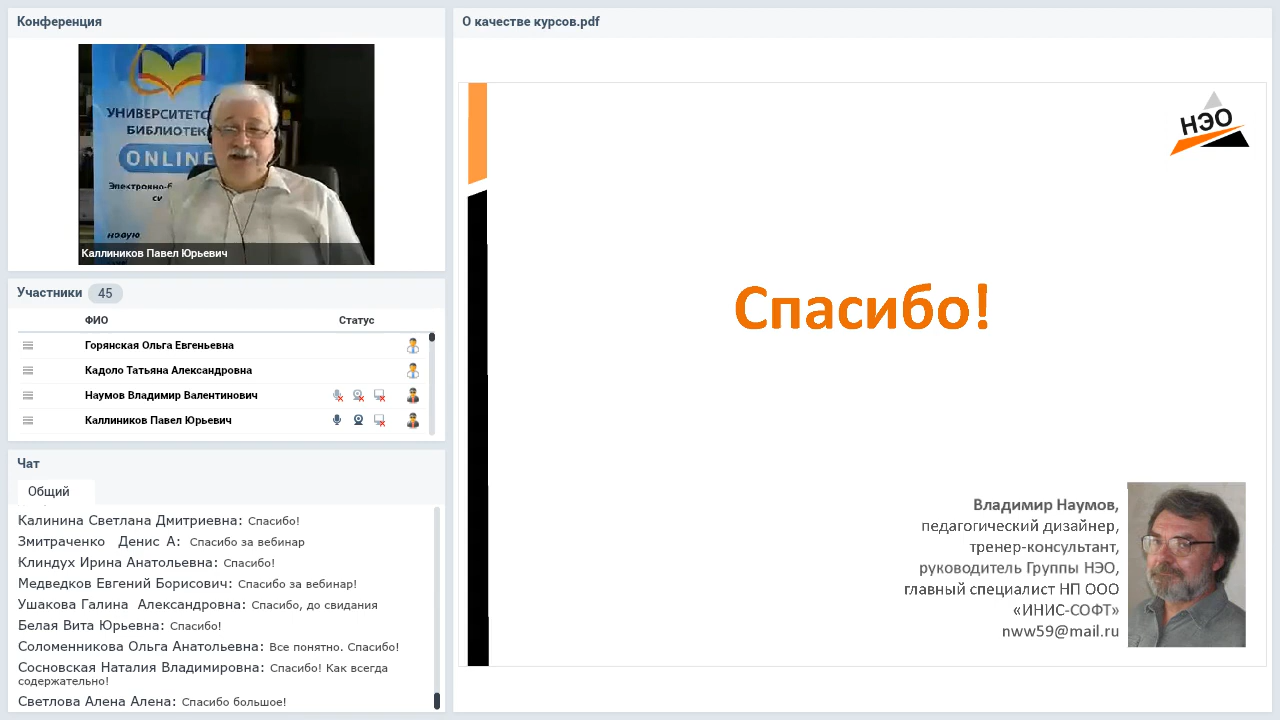 Конференция
УНИВЕРСИТЕТС
БИБЛИОТЕК
ONLINE
Электронно-б
си
новую
Каллиников Павел Юрьевич
Участники 45
ФИО Статус
Горянская Ольга Евгеньевна
Кадоло Татьяна Александровна
Наумов Владимир Валентинович
Каллиников Павел Юрьевич
Чат
Общий
Калинина Светлана Дмитриевна: Спасибо!
Змитраченко Денис А: Спасибо за вебинар
Клиндух Ирина Анатольевна: Спасибо!
Медведков Евгений Борисович: Спасибо за вебинар!
Ушакова Галина Александровна: Спасибо, до свидания
Белая Вита Юрьевна: Спасибо!
Соломенникова Ольга Анатольевна: Все понятно. Спасибо!
Сосновская Наталия Владимировна: Спасибо! Как всегда
содержательно!
Светлова Алена Алена: Спасибо большое!
О качестве курсов.pdf
НЭО
Спасибо!
Владимир Наумов,
педагогический дизайнер,
тренер-консультант,
руководитель Группы НЭО,
главный специалист НП ООО
«ИНИС-СОФТ»
nww59@mail.ru